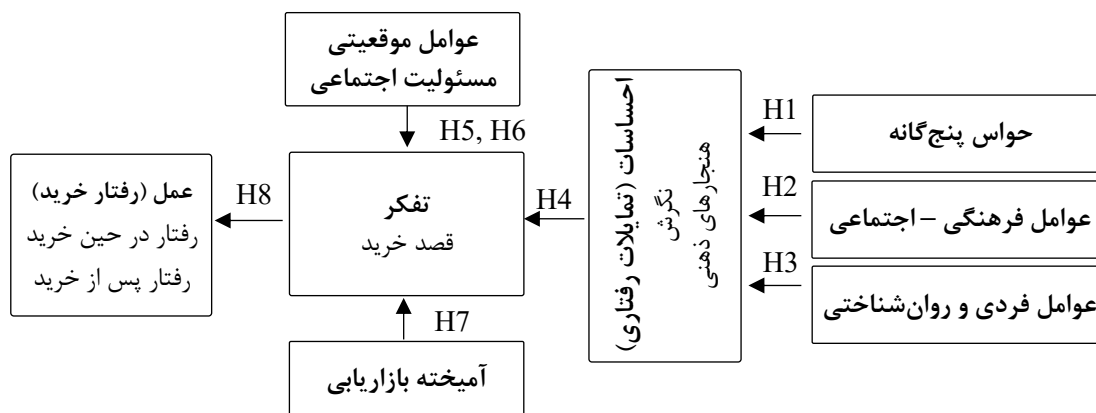 عوامل موقعیتی
مسئولیت اجتماعی
H5, H6
حواس پنج‌گانه
H1
عوامل فرهنگی – اجتماعی
H2
عوامل فردی و روان‌شناختی
H3
احساسات (تمایلات رفتاری)
نگرش
هنجارهای ذهنی
H4
تفکر
قصد خرید
H8
عمل (رفتار خرید)
رفتار در حین خرید
رفتار پس از خرید
H7
آمیخته بازاریابی